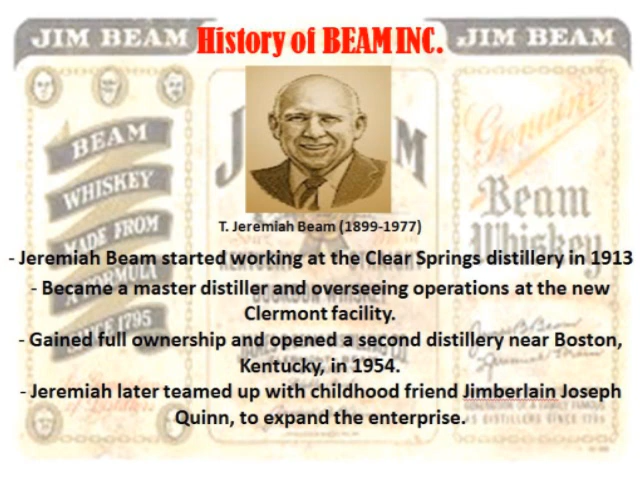 JIM BEAM
History of BEAM INC.
JIM BEAM
BEAM
WHISKEY
MADE FROM
A FORMULA
SINCE 1795
Genuine
Beam
Whiskey
T. Jeremiah Beam (1899-1977)
- Jeremiah Beam started working at the Clear Springs distillery in 1913
- Became a master distiller and overseeing operations at the new
Clermont facility.
- Gained full ownership and opened a second distillery near Boston,
Kentucky, in 1954.
- Jeremiah later teamed up with childhood friend Jimberlain Joseph
Quinn, to expand the enterprise.